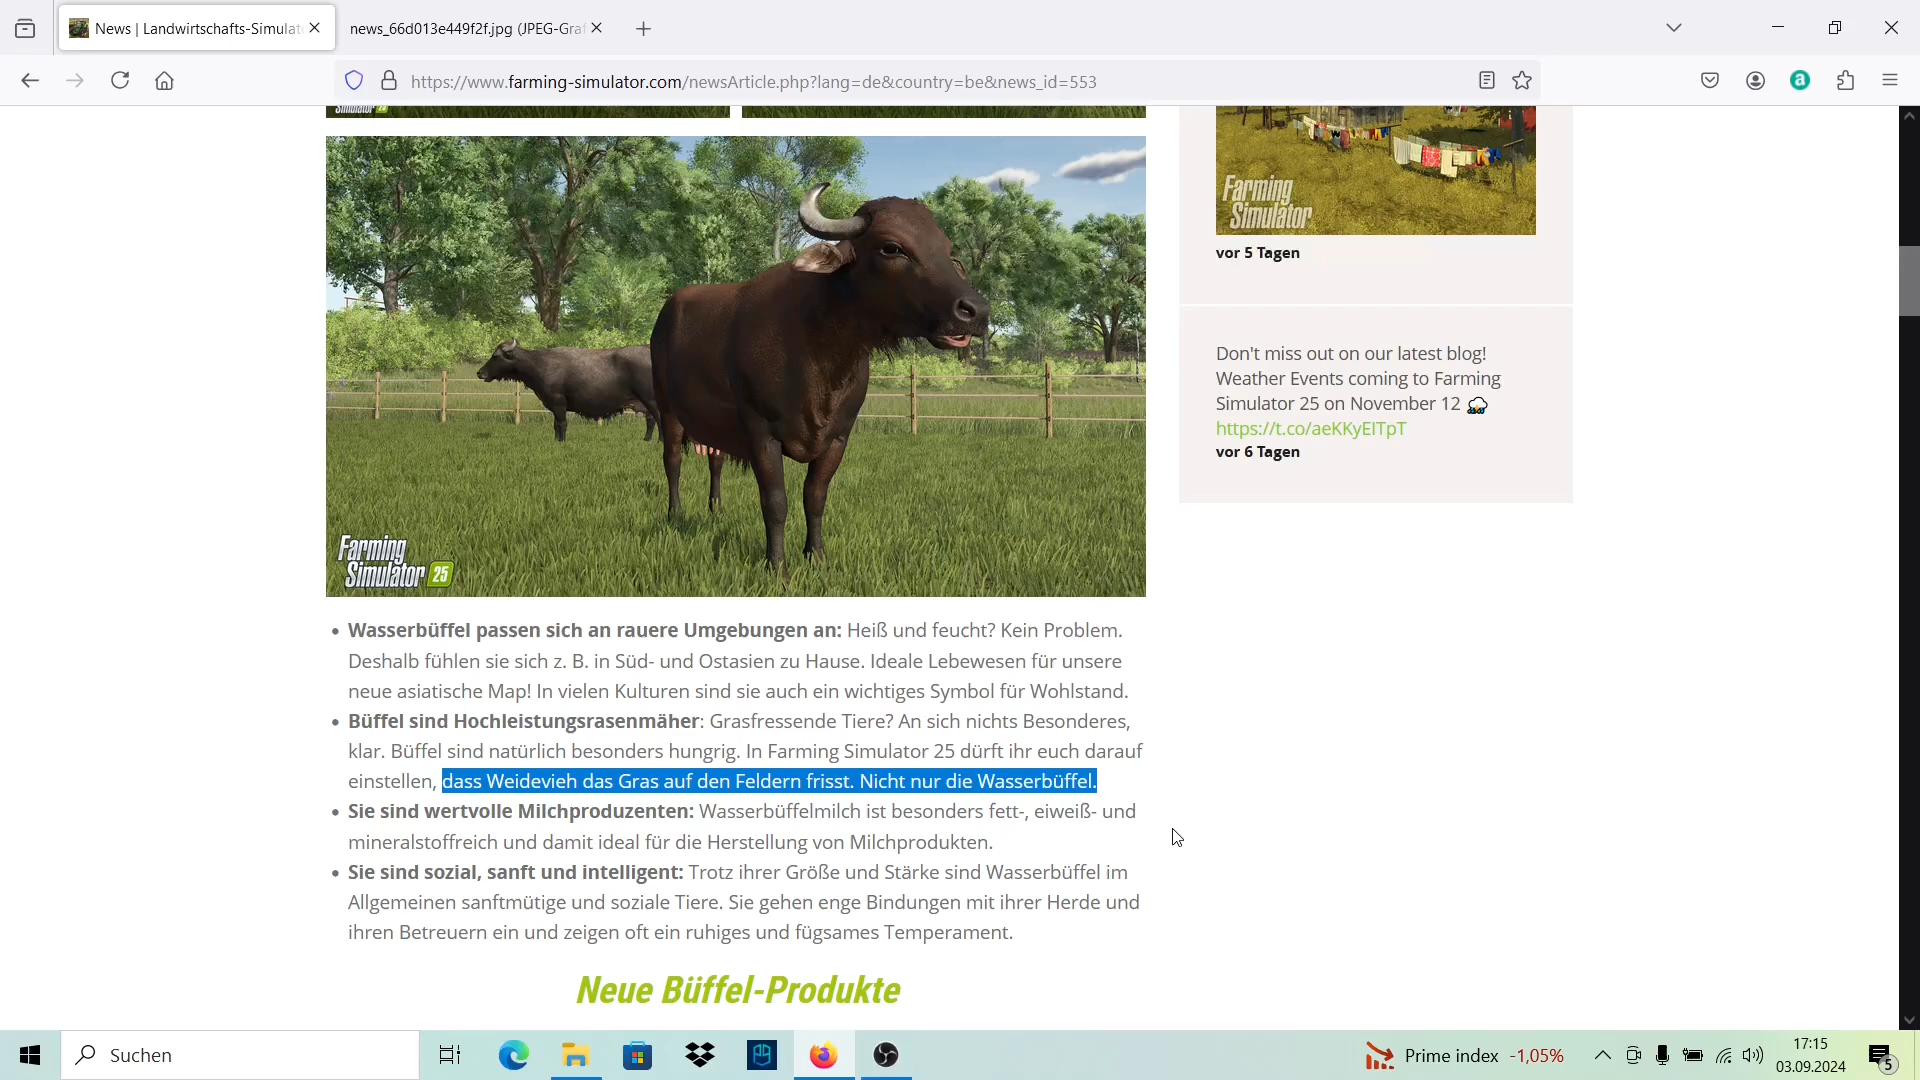 News | Landwirtschafts-Simulat
news_66d013e449f2f.jpg (JPEG-Gra
https://www.farming-simulator.com/newsArticle.php?lang=de&country=be&news_id=553
Farming
Simulator
vor 5 Tagen
Don't miss out on our latest blog!
Weather Events coming to Farming
Simulator 25 on November 12
https://t.co/aeKKyElTpT
vor 6 Tagen
Farming
Simulator 25
Wasserbüffel passen sich an rauere Umgebungen an: Heiß und feucht? Kein Problem.
Deshalb fühlen sie sich z. B. in Süd- und Ostasien zu Hause. Ideale Lebewesen für unsere
neue asiatische Map! In vielen Kulturen sind sie auch ein wichtiges Symbol für Wohlstand.
Büffel sind Hochleistungsrasenmäher: Grasfressende Tiere? An sich nichts Besonderes,
klar. Büffel sind natürlich besonders hungrig. In Farming Simulator 25 dürft ihr euch darauf
einstellen, dass Weidevieh das Gras auf den Feldern frisst. Nicht nur die Wasserbüffel.
Sie sind wertvolle Milchproduzenten: Wasserbüffelmilch ist besonders fett-, eiweiß- und
mineralstoffreich und damit ideal für die Herstellung von Milchprodukten.
Sie sind sozial, sanft und intelligent: Trotz ihrer Größe und Stärke sind Wasserbüffel im
Allgemeinen sanftmütige und soziale Tiere. Sie gehen enge Bindungen mit ihrer Herde und
ihren Betreuern ein und zeigen oft ein ruhiges und fügsames Temperament.
Neue Büffel-Produkte
Suchen
Prime index -1,05%
17:15
03.09.2024
5